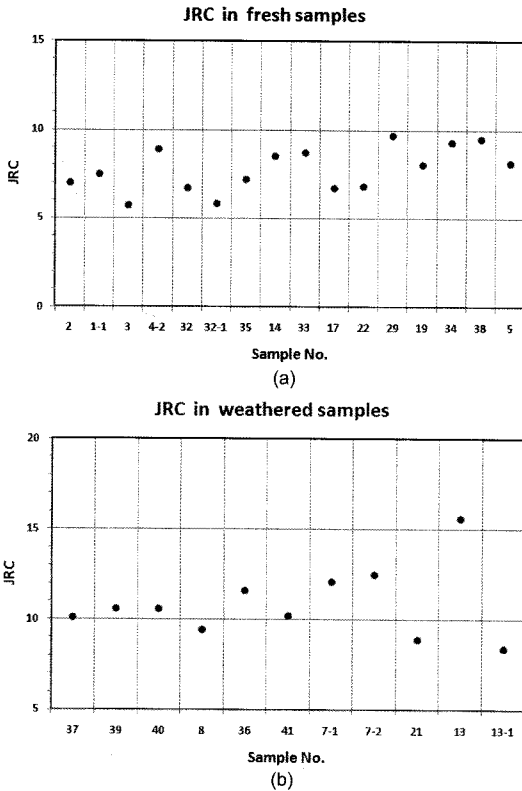 JRC in fresh samples
15
10
5
0
JRC
2 1-1 3 4-2 32 32-1 35 14 33 17 22 29 19 34 38 5
Sample No.
(a)
JRC in weathered samples
20
15
10
5
JRC
37 39 40 8 36 41 7-1 7-2 21 13 13-1
Sample No.
(b)